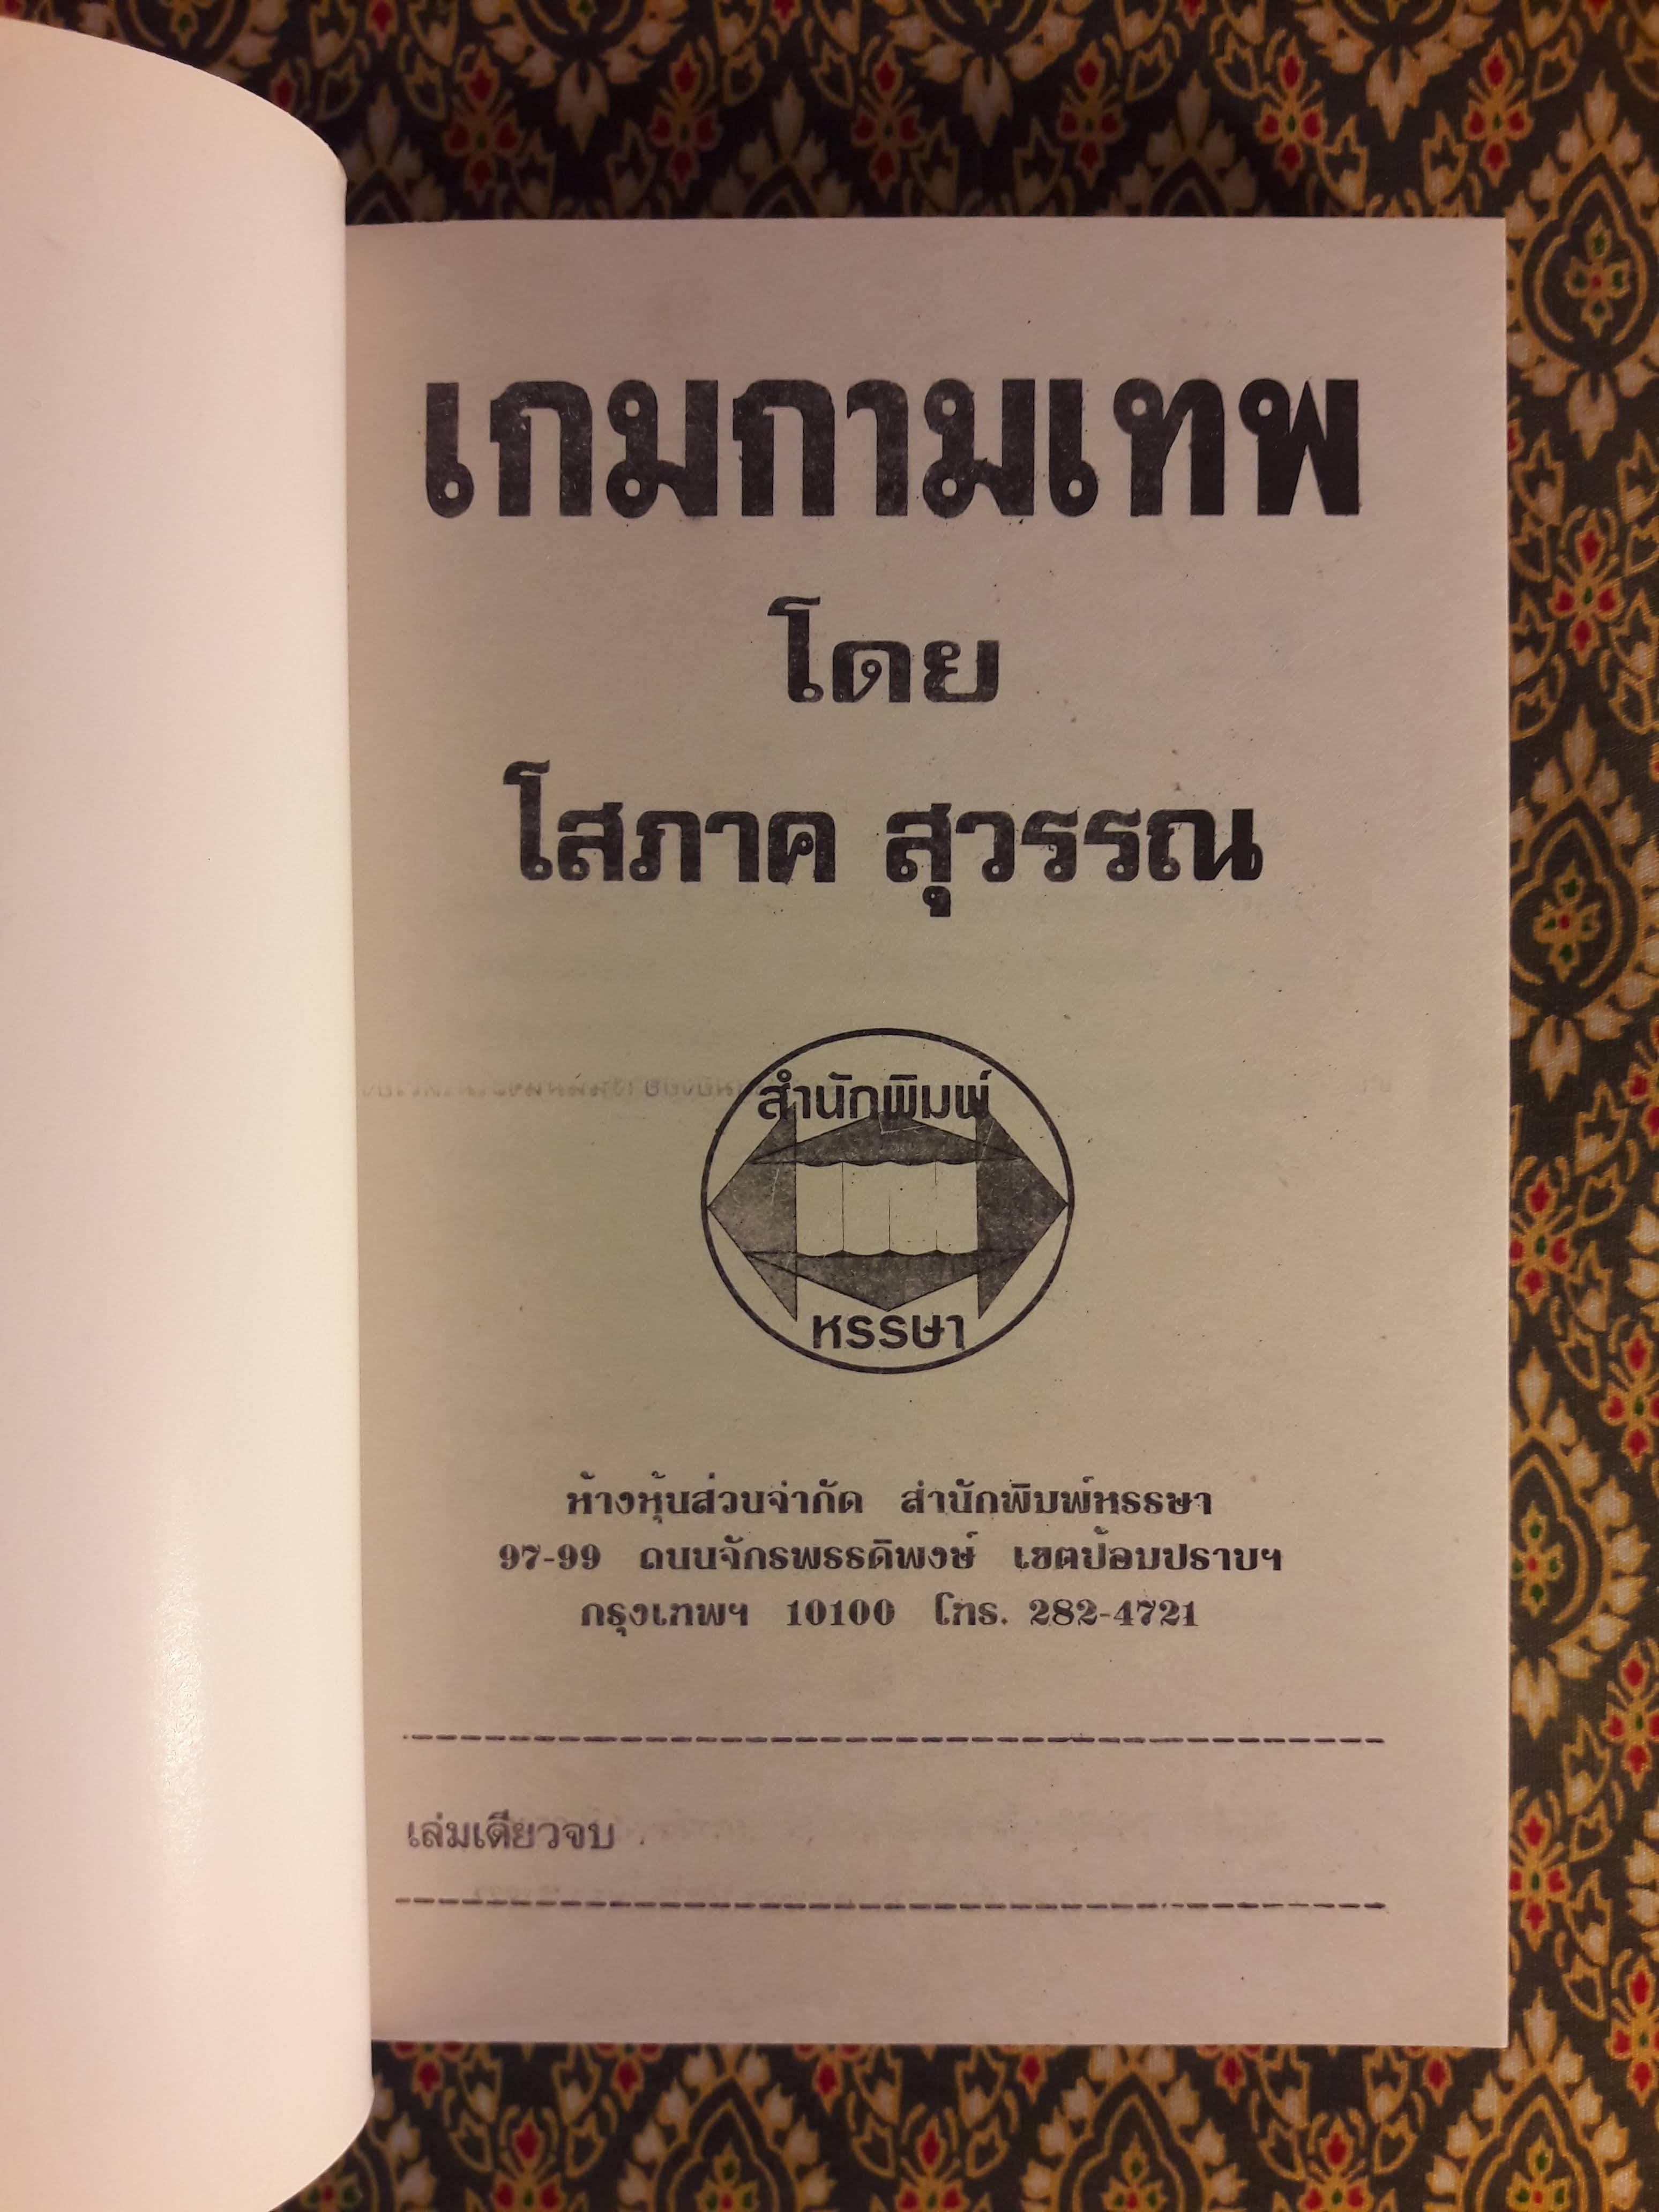 เกมกามเทพ
โดย
โสภาค สุวรรณ
สำนักพิมพ์
หรรษา
ห้างหุ้นส่วนจำกัด สำนักพิมพ์หรรษา
97-99 ถนนจักรพรรดิพงษ์ เขตป้อมปราบฯ
กรุงเทพฯ 10100 โทร. 282-4721
เล่มเดียวจบ